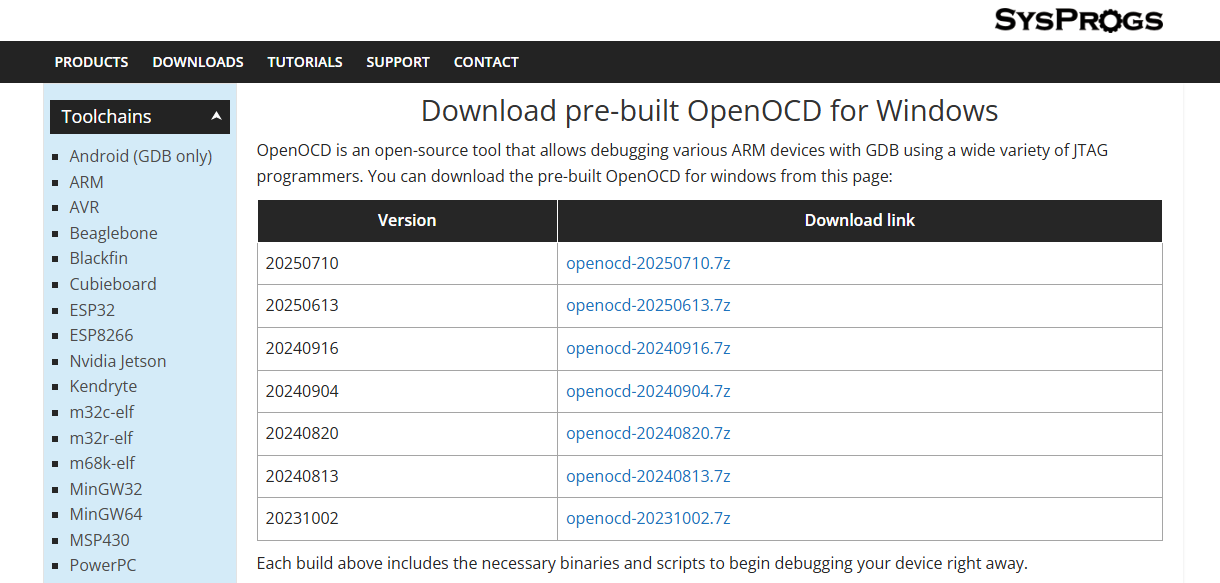 SYSPROGS
PRODUCTS DOWNLOADS TUTORIALS SUPPORT CONTACT
Toolchains
Android (GDB only)
ARM
AVR
Beaglebone
Blackfin
Cubieboard
ESP32
ESP8266
Nvidia Jetson
Kendryte
m32c-elf
m32r-elf
m68k-elf
MinGW32
MinGW64
MSP430
PowerPC
Download pre-built OpenOCD for Windows
OpenOCD is an open-source tool that allows debugging various ARM devices with GDB using a wide variety of JTAG
programmers. You can download the pre-built OpenOCD for windows from this page:
Version Download link
20250710 openocd-20250710.7z
20250613 openocd-20250613.7z
20240916 openocd-20240916.7z
20240904 openocd-20240904.7z
20240820 openocd-20240820.7z
20240813 openocd-20240813.7z
20231002 openocd-20231002.7z
Each build above includes the necessary binaries and scripts to begin debugging your device right away.